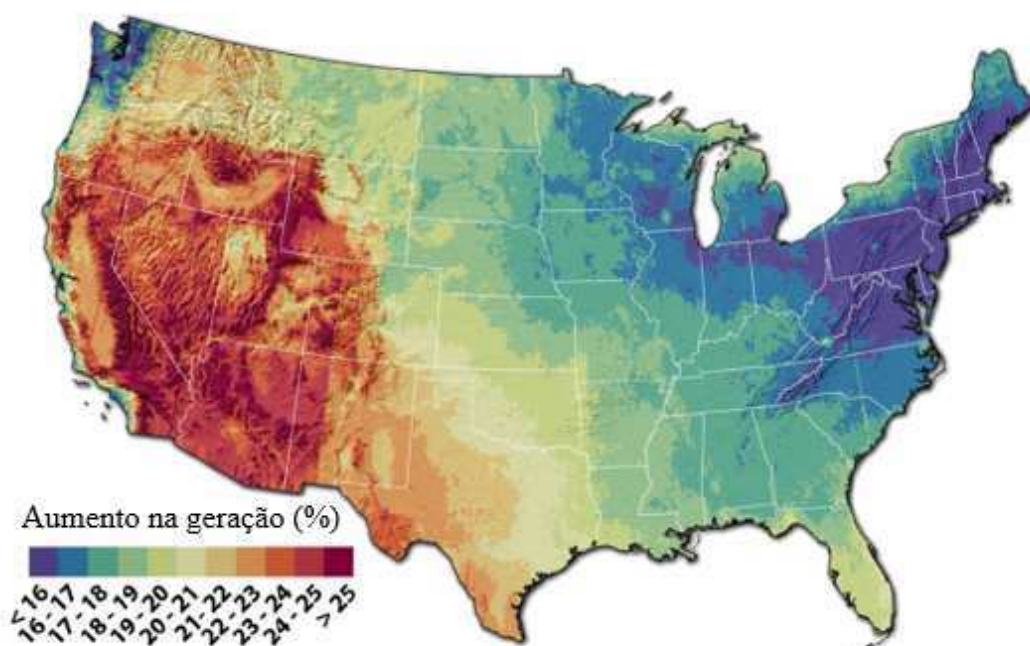 Aumento na geração (%)
< 16
16 - 17
17 - 18
18 - 19
19 - 20
20 - 21
21- 22
22 - 23
23 - 24
24 - 25
> 25